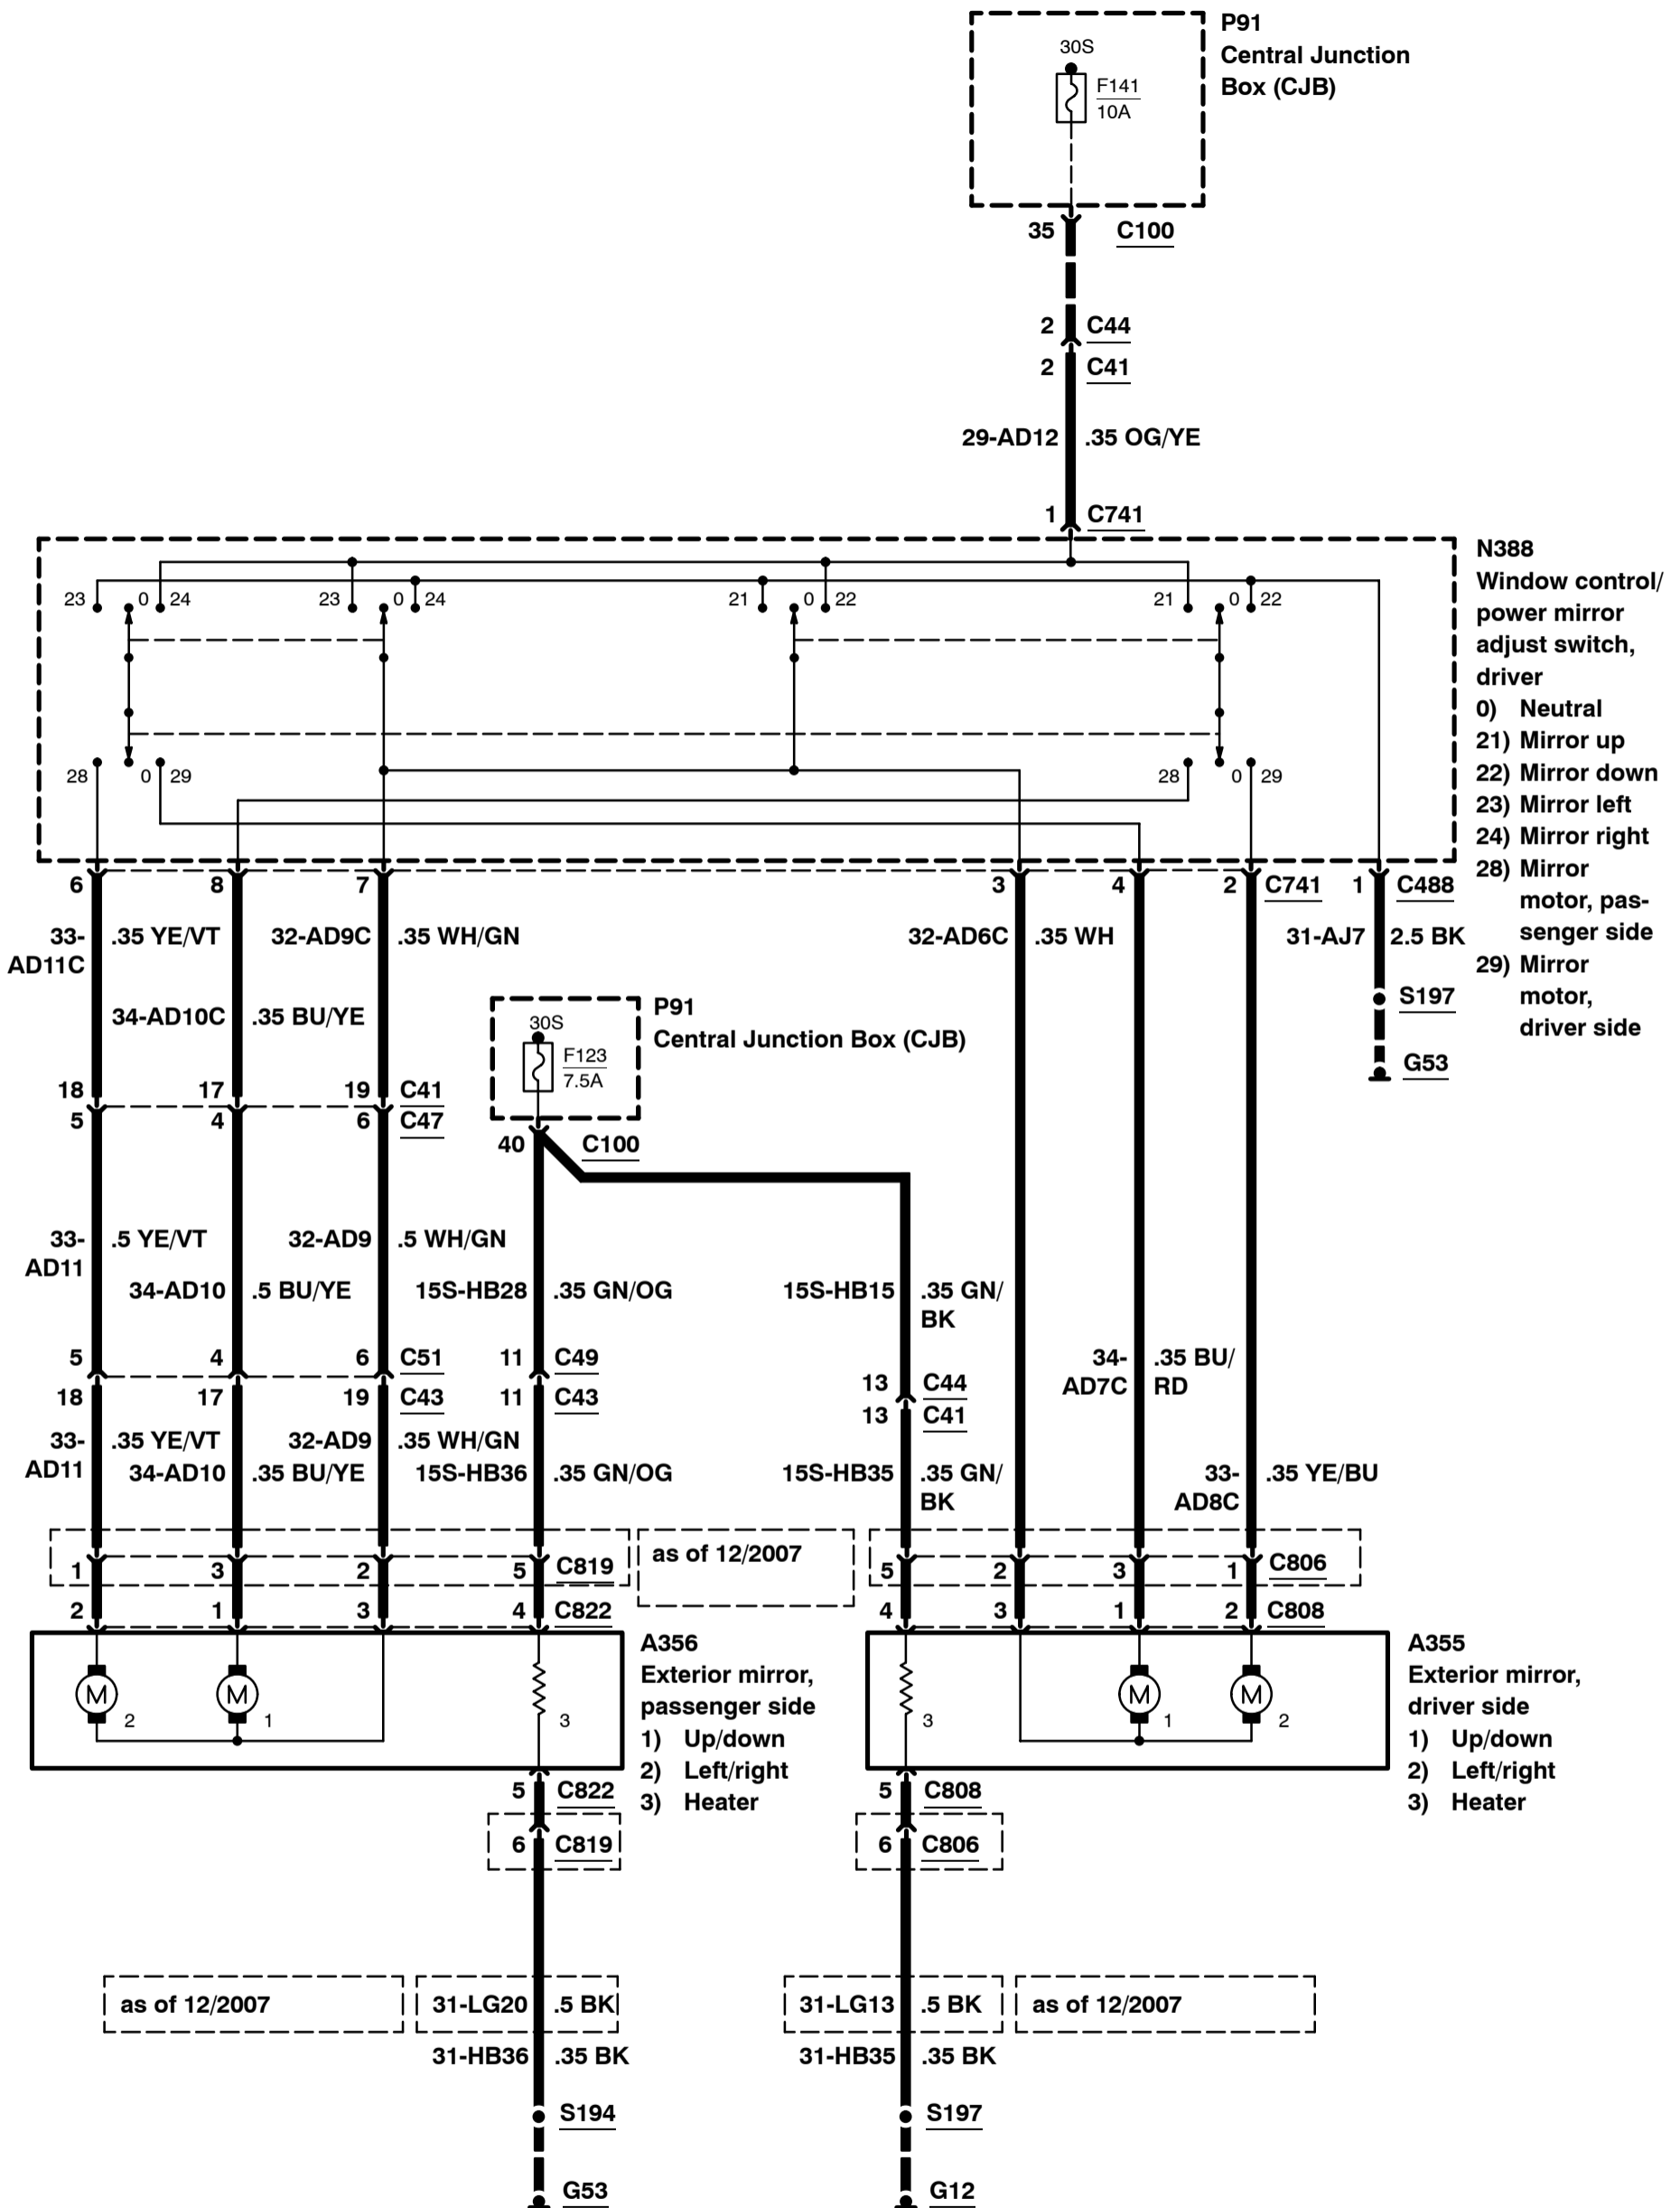 P91
Central Junction
Box (CJB)
30S
F141
10A
35 C100
2 C44
2 C41
29-AD12 .35 OG/YE
1 C741
N388
Window control/
power mirror
adjust switch,
driver
0) Neutral
21) Mirror up
22) Mirror down
23) Mirror left
24) Mirror right
28) Mirror
motor, pas-
senger side
29) Mirror
motor,
driver side
23 0 24 23 0 24 21 0 22 21 0 22
28 0 29 28 0 29
6 8 7 3 4 2 C741 1 C488
33-
AD11C
.35 YE/VT 32-AD9C .35 WH/GN 32-AD6C .35 WH 31-AJ7 2.5 BK
34-AD10C .35 BU/YE
S197
G53
P91
Central Junction Box (CJB)
30S
F123
7.5A
40 C100
18 17 19 C41
5 4 6 C47
33-
AD11
.5 YE/VT 32-AD9 .5 WH/GN
34-AD10 .5 BU/YE 15S-HB28 .35 GN/OG 15S-HB15 .35 GN/
BK
5 4 6 C51 11 C49
18 17 19 C43 11 C43
13 C44
13 C41
34-
AD7C
.35 BU/
RD
33-
AD11
.35 YE/VT 32-AD9 .35 WH/GN
34-AD10 .35 BU/YE 15S-HB36 .35 GN/OG 15S-HB35 .35 GN/
BK
33-
AD8C
.35 YE/BU
1 3 2 5 C819 as of 12/2007 5 2 3 1 C806
2 1 3 4 C822 4 3 1 2 C808
M 2 M 1 3
A356
Exterior mirror,
passenger side
1) Up/down
2) Left/right
3) Heater
3 M 1 M 2
A355
Exterior mirror,
driver side
1) Up/down
2) Left/right
3) Heater
5 C822 5 C808
6 C819 6 C806
as of 12/2007 31-LG20 .5 BK 31-LG13 .5 BK as of 12/2007
31-HB36 .35 BK 31-HB35 .35 BK
S194 S197
G53 G12